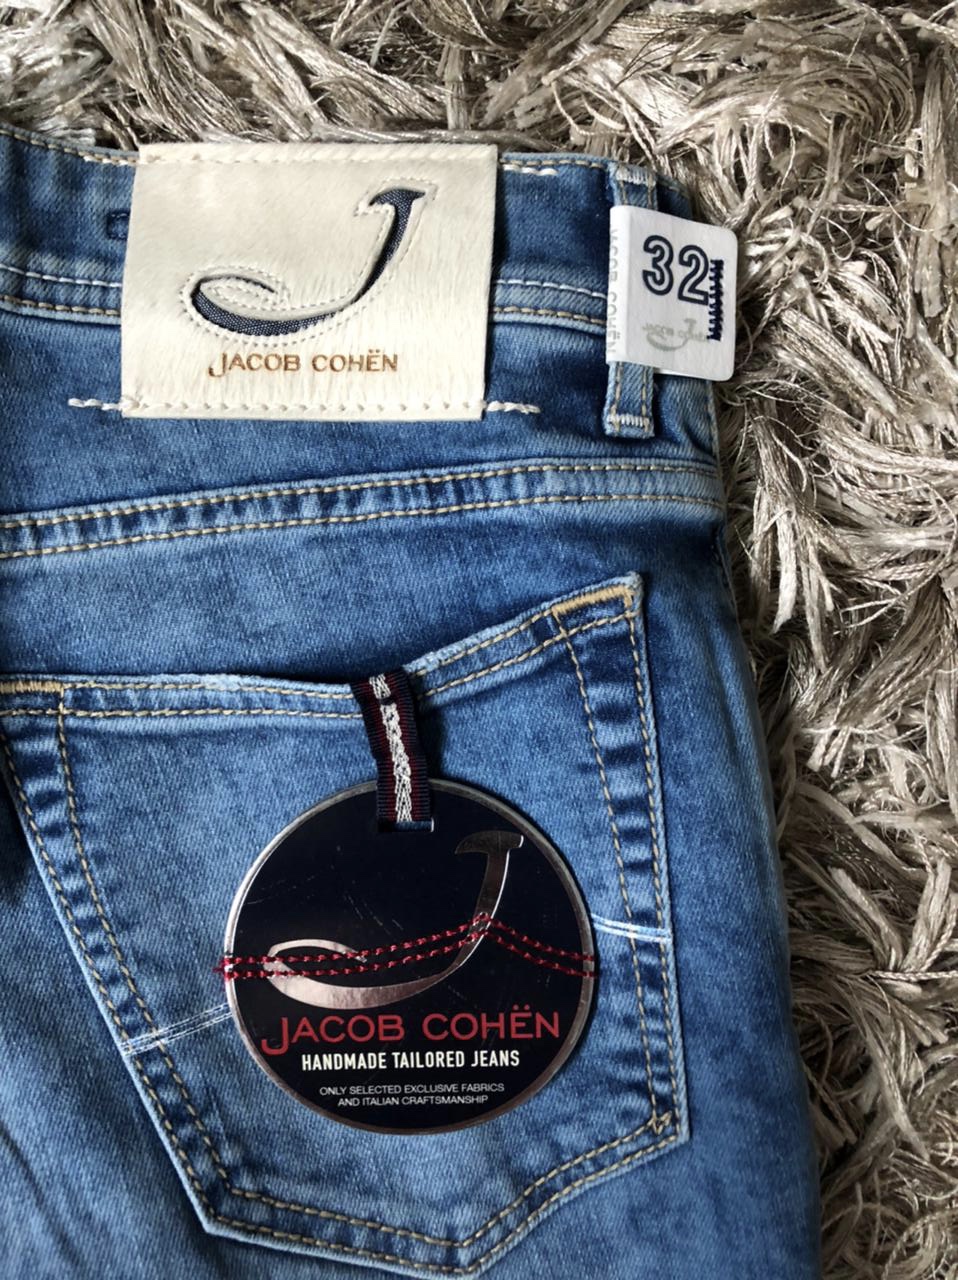 JACOB COHËN
32
JACOB COHËN
JACOB COHËN
HANDMADE TAILORED JEANS
ONLY SELECTED EXCLUSIVE FABRICS
AND ITALIAN CRAFTSMANSHIP